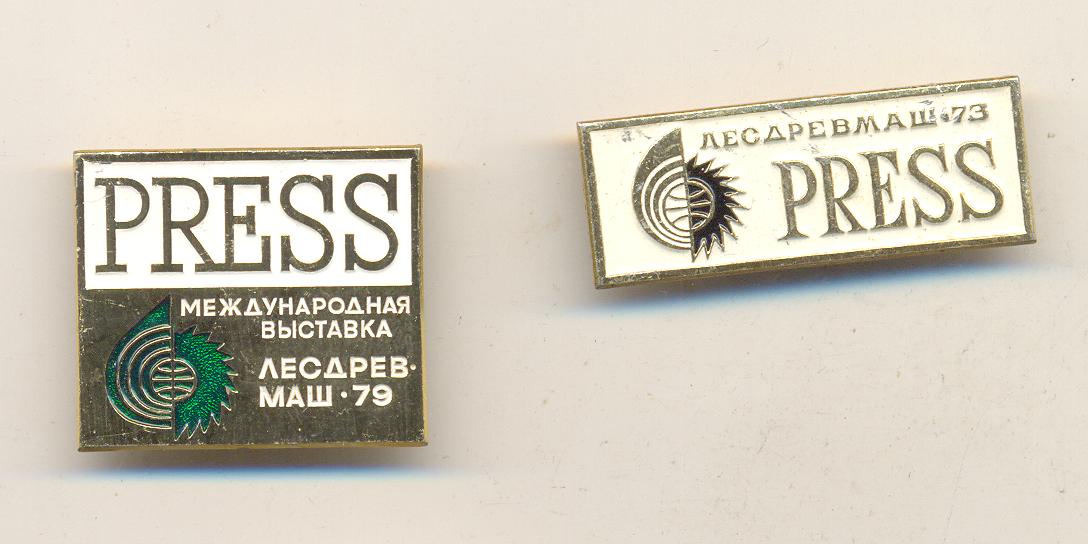 PRESS
МЕЖДУНАРОДНАЯ
ВЫСТАВКА
ЛЕСДРЕВ·
МАШ·79
ЛЕСДРЕВМАШ·73
PRESS